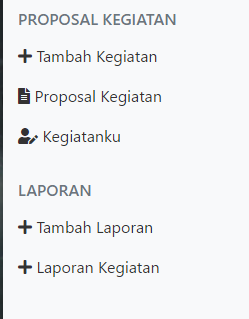 PROPOSAL KEGIATAN
Tambah Kegiatan
Proposal Kegiatan
Kegiatanku
LAPORAN
Tambah Laporan
Laporan Kegiatan